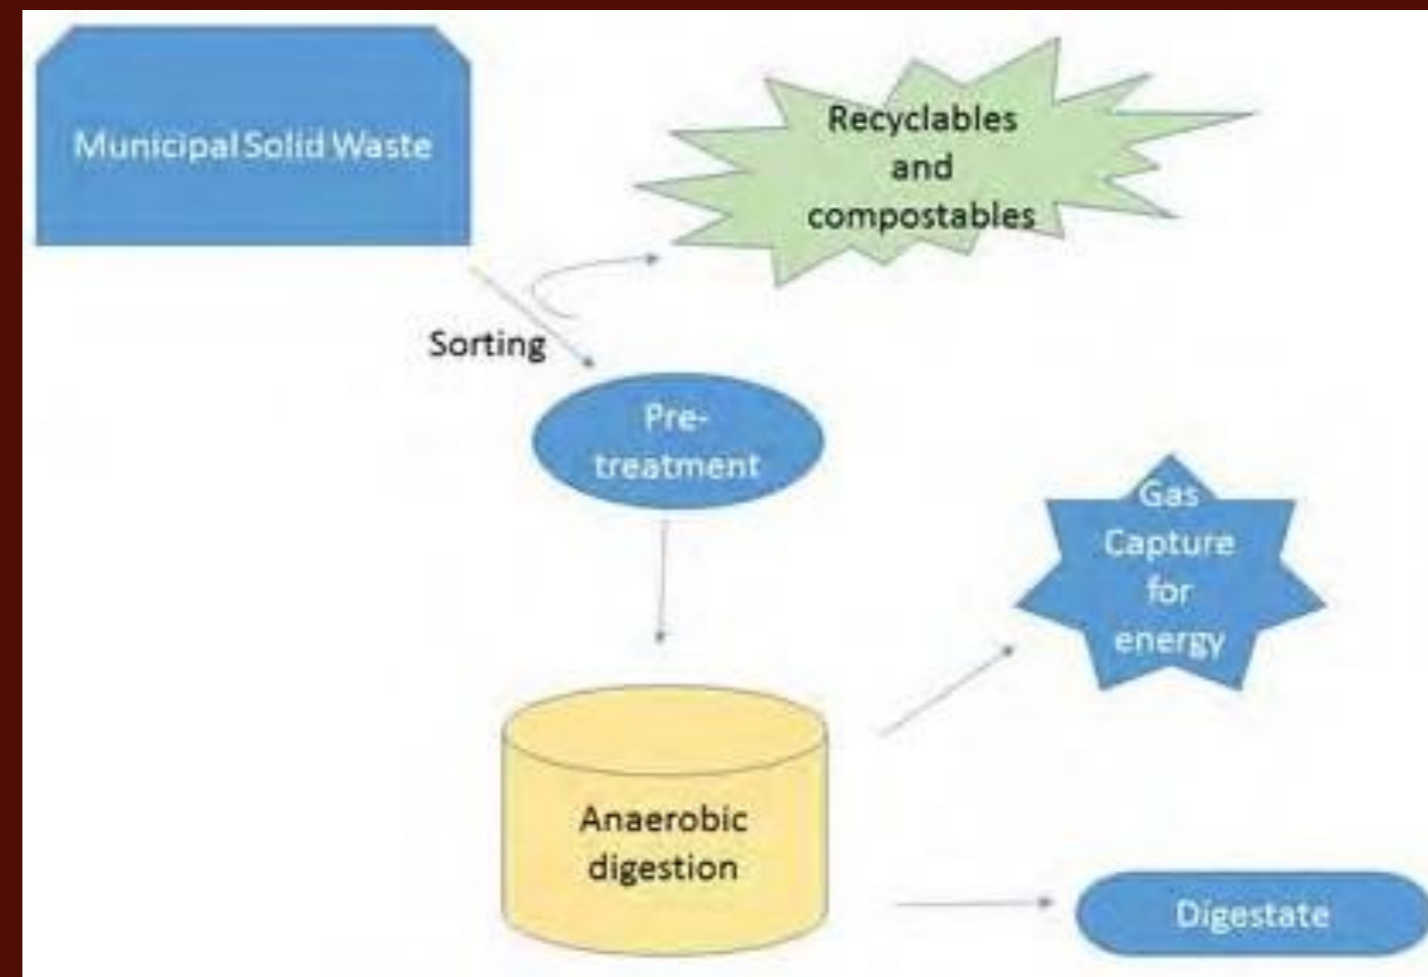 Municipal Solid Waste
Recyclables
and
compostables
Sorting
Pre-
treatment
Gas
Capture
for
energy
Anaerobic
digestion
Digestate